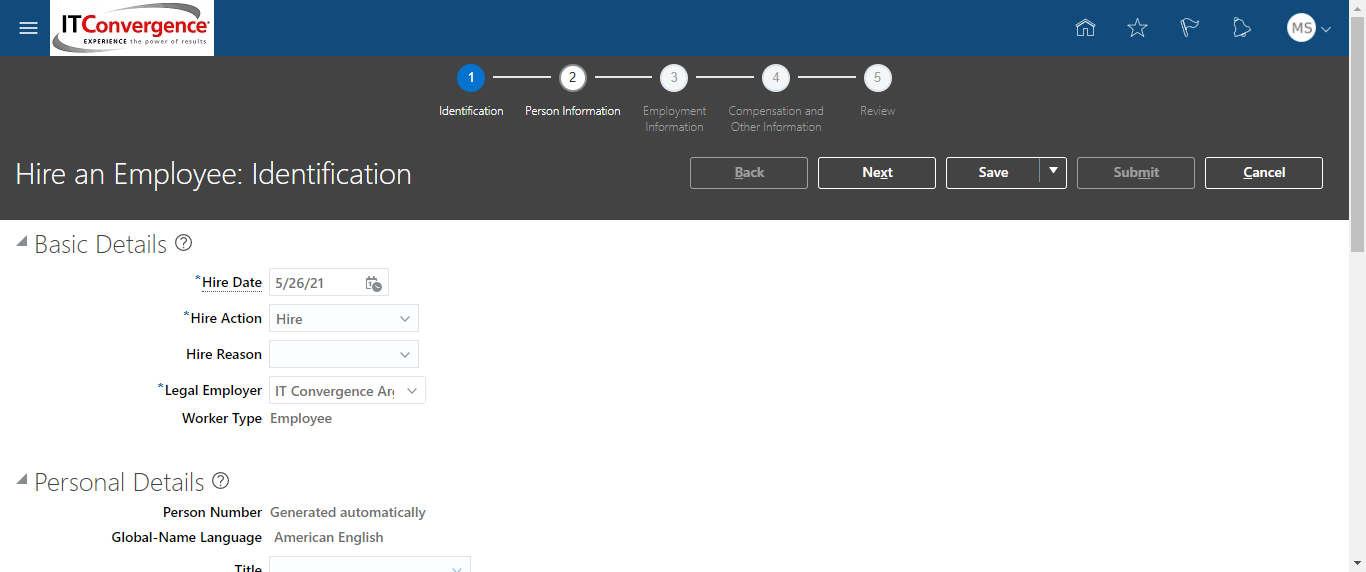 ITConvergence
EXPERIENCE the power of results
MS
1
2
3
4
5
Identification
Person Information
Employment
Information
Compensation and
Other Information
Review
Hire an Employee: Identification
Back
Next
Save
Submit
Cancel
Basic Details ?
*Hire Date 5/26/21
*Hire Action Hire
Hire Reason
*Legal Employer IT Convergence Arg
Worker Type Employee
Personal Details ?
Person Number Generated automatically
Global-Name Language American English
Title